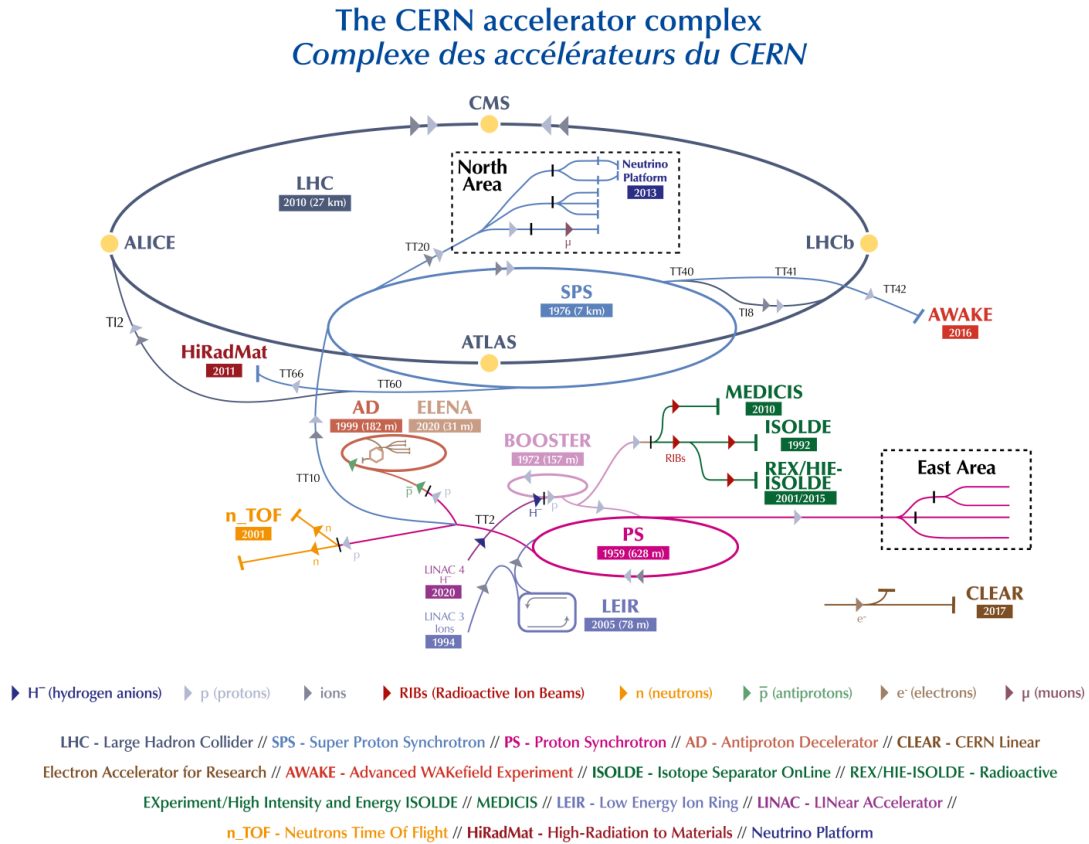 The CERN accelerator complex
Complexe des accélérateurs du CERN
CMS
LHC
2010 (27 km)
North
Area
Neutrino
Platform
2013
μ
ALICE
LHCb
TT20
SPS
1976 (7 km)
TT40
TT41
TT42
TI8
AWAKE
2016
TI2
ATLAS
HiRadMat
2011
TT66
TT60
AD
1999 (182 m)
ELENA
2020 (31 m)
BOOSTER
1972 (157 m)
MEDICIS
2010
ISOLDE
1992
RIBs
REX/HIE-
ISOLDE
2001/2015
East Area
TT10
p̅
p
H⁻
p
TT2
n_TOF
2001
n
n
p
PS
1959 (628 m)
LINAC 4
H⁻
2020
LINAC 3
Ions
1994
LEIR
2005 (78 m)
e⁻
CLEAR
2017
H⁻ (hydrogen anions)
p (protons)
ions
RIBs (Radioactive Ion Beams)
n (neutrons)
p̅ (antiprotons)
e⁻ (electrons)
μ (muons)
LHC - Large Hadron Collider // SPS - Super Proton Synchrotron // PS - Proton Synchrotron // AD - Antiproton Decelerator // CLEAR - CERN Linear
Electron Accelerator for Research // AWAKE - Advanced WAKefield Experiment // ISOLDE - Isotope Separator OnLine // REX/HIE-ISOLDE - Radioactive
EXperiment/High Intensity and Energy ISOLDE // MEDICIS // LEIR - Low Energy Ion Ring // LINAC - LINear ACcelerator //
n_TOF - Neutrons Time Of Flight // HiRadMat - High-Radiation to Materials // Neutrino Platform